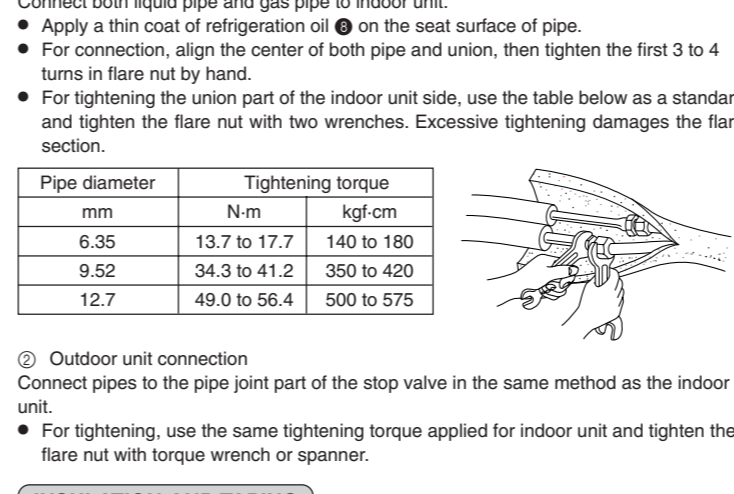 Connect both liquid pipe and gas pipe to indoor unit.
● Apply a thin coat of refrigeration oil ❽ on the seat surface of pipe.
● For connection, align the center of both pipe and union, then tighten the first 3 to 4
turns in flare nut by hand.
● For tightening the union part of the indoor unit side, use the table below as a standar
and tighten the flare nut with two wrenches. Excessive tightening damages the flar
section.
Pipe diameter Tightening torque
mm N·m kgf·cm
6.35 13.7 to 17.7 140 to 180
9.52 34.3 to 41.2 350 to 420
12.7 49.0 to 56.4 500 to 575
② Outdoor unit connection
Connect pipes to the pipe joint part of the stop valve in the same method as the indoor
unit.
● For tightening, use the same tightening torque applied for indoor unit and tighten the
flare nut with torque wrench or spanner.